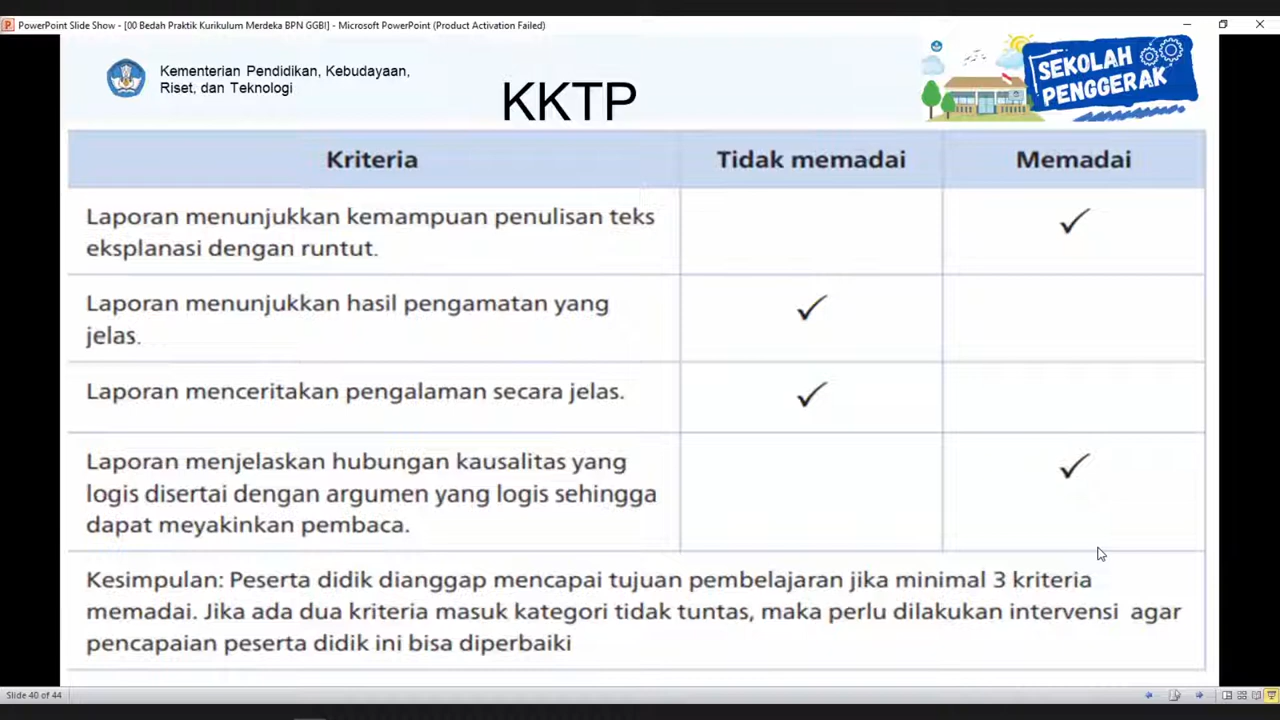 PowerPoint Slide Show - [00 Bedah Praktik Kurikulum Merdeka BPN GGBI] - Microsoft PowerPoint (Product Activation Failed)
Kementerian Pendidikan, Kebudayaan,
Riset, dan Teknologi
KKTP
SEKOLAH
PENGGERAK
Kriteria Tidak memadai Memadai
Laporan menunjukkan kemampuan penulisan teks
eksplanasi dengan runtut.
✓
Laporan menunjukkan hasil pengamatan yang
jelas.
✓
Laporan menceritakan pengalaman secara jelas. ✓
Laporan menjelaskan hubungan kausalitas yang
logis disertai dengan argumen yang logis sehingga
dapat meyakinkan pembaca.
✓
Kesimpulan: Peserta didik dianggap mencapai tujuan pembelajaran jika minimal 3 kriteria
memadai. Jika ada dua kriteria masuk kategori tidak tuntas, maka perlu dilakukan intervensi agar
pencapaian peserta didik ini bisa diperbaiki
Slide 40 of 44